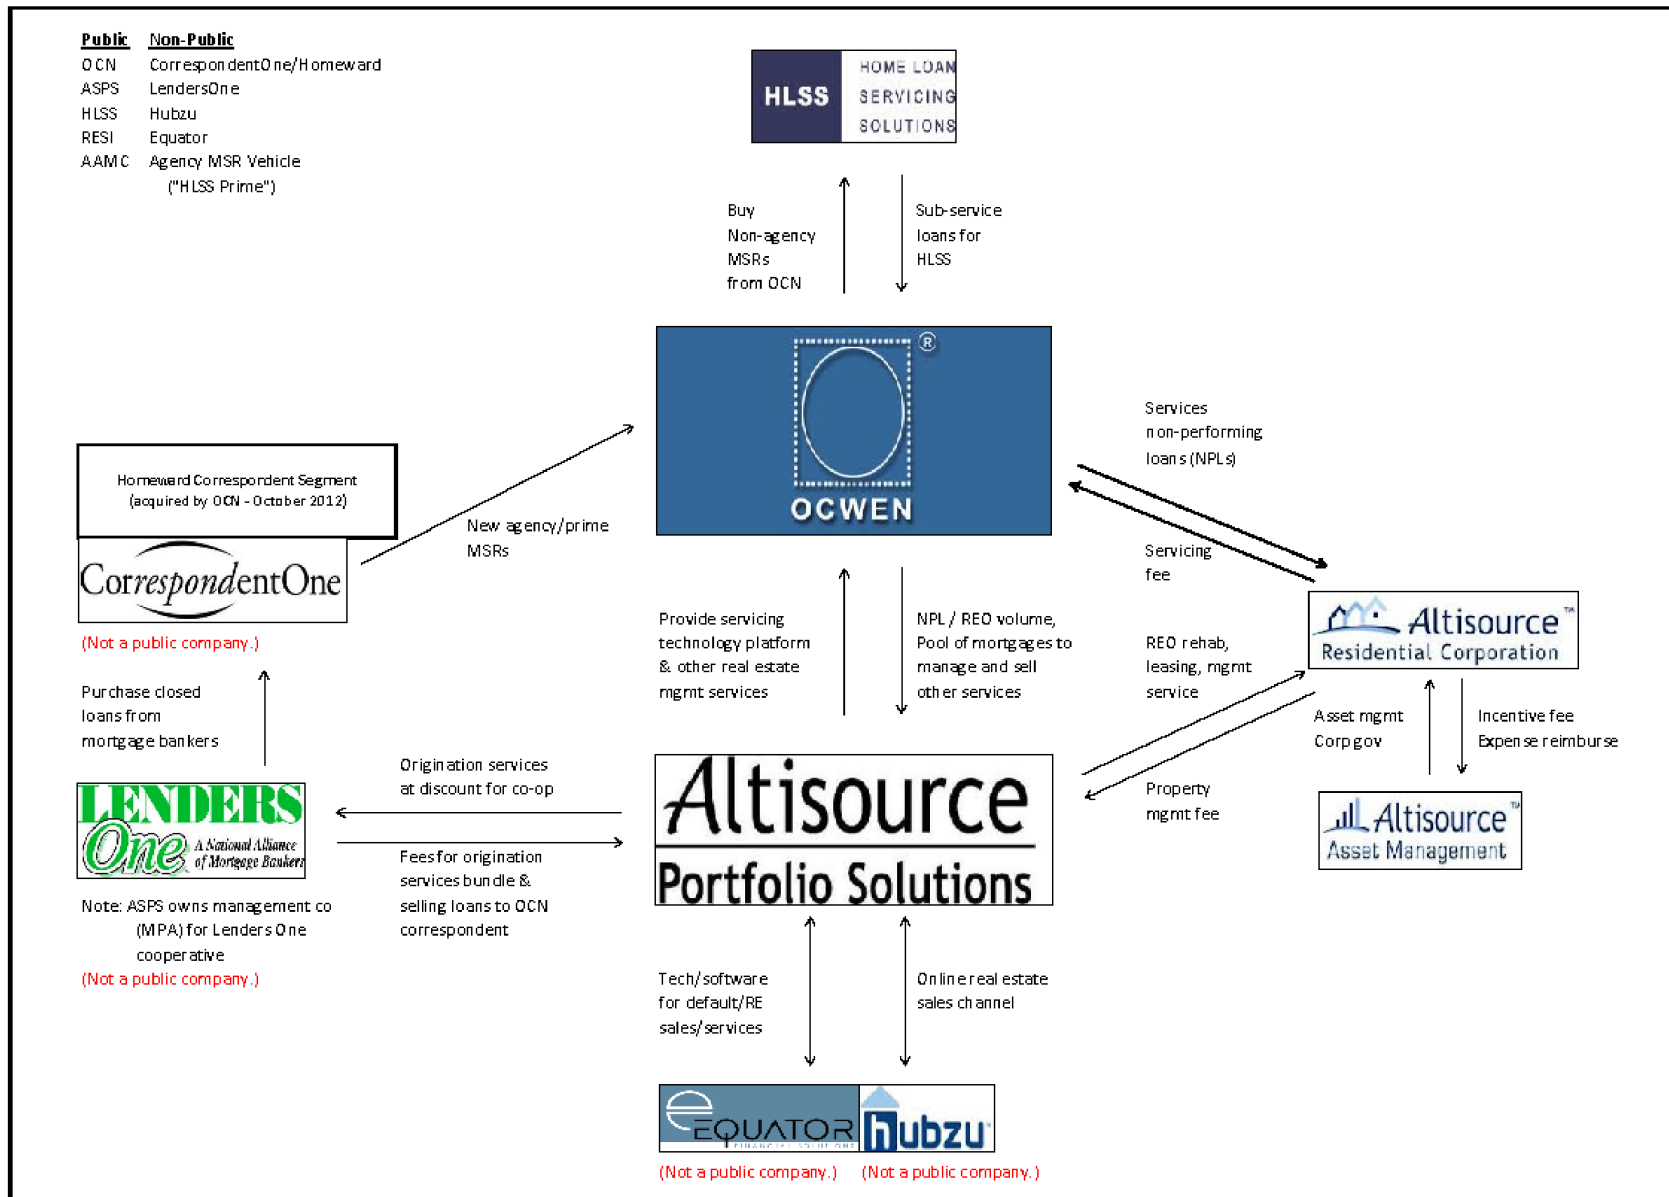 Public Non-Public
OCN CorrespondentOne/Homeward
ASPS LendersOne
HLSS Hubzu
RESI Equator
AAMC Agency MSR Vehicle
("HLSS Prime")
HLSS
HOME LOAN
SERVICING
SOLUTIONS
Buy
Non-agency
MSRs
from OCN
Sub-service
loans for
HLSS
®
OCWEN
Services
non-performing
loans (NPLs)
Servicing
fee
Homeward Correspondent Segment
(acquired by OCN - October 2012)
CorrespondentOne
(Not a public company.)
New agency/prime
MSRs
Provide servicing
technology platform
& other real estate
mgmt services
NPL / REO volume,
Pool of mortgages to
manage and sell
other services
REO rehab,
leasing, mgmt
service
Altisource™
Residential Corporation
Purchase closed
loans from
mortgage bankers
Asset mgmt
Corp gov
Incentive fee
Expense reimburse
Origination services
at discount for co-op
Property
mgmt fee
LENDERS
One
A National Alliance
of Mortgage Bankers
Fees for origination
services bundle &
selling loans to OCN
correspondent
Altisource
Portfolio Solutions
Altisource™
Asset Management
Note: ASPS owns management co
(MPA) for Lenders One
cooperative
(Not a public company.)
Tech/software
for default/RE
sales/services
Online real estate
sales channel
EQUATOR
FINANCIAL SOLUTIONS
hubzu
(Not a public company.)
(Not a public company.)